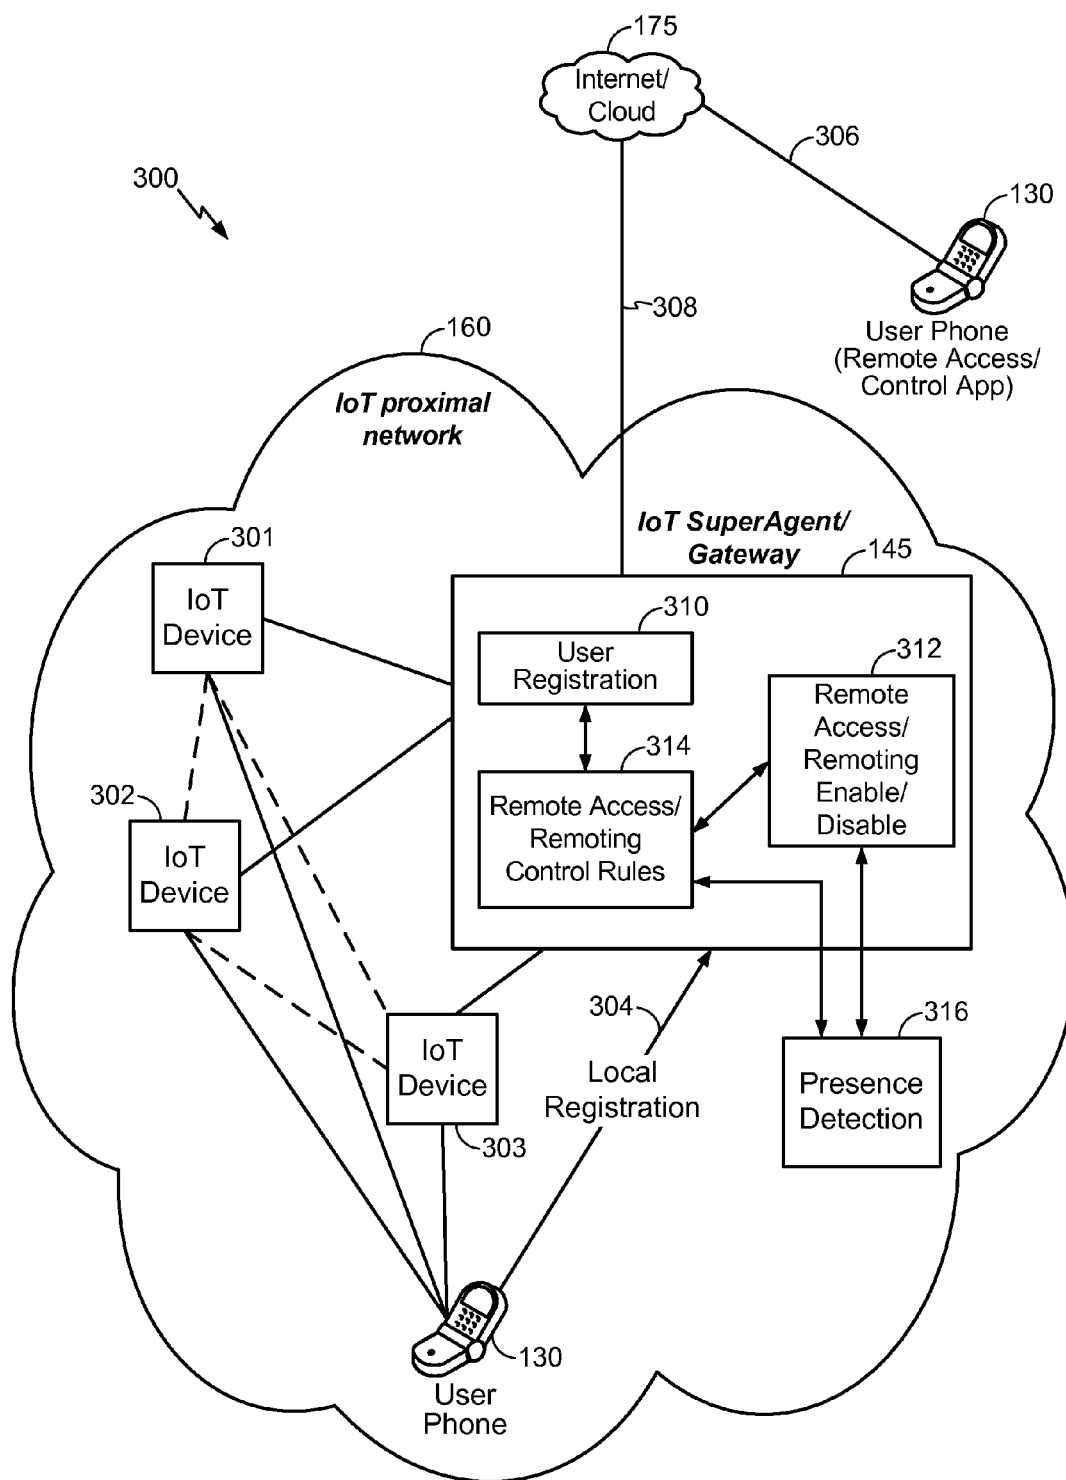 175
Internet/
Cloud
306
300
130
308
User Phone
(Remote Access/
Control App)
160
IoT proximal
network
IoT SuperAgent/
Gateway
145
301
IoT
Device
310
User
Registration
312
Remote
Access/
Remoting
Enable/
Disable
314
Remote Access/
Remoting
Control Rules
302
IoT
Device
304
Local
Registration
316
Presence
Detection
IoT
Device
303
130
User
Phone